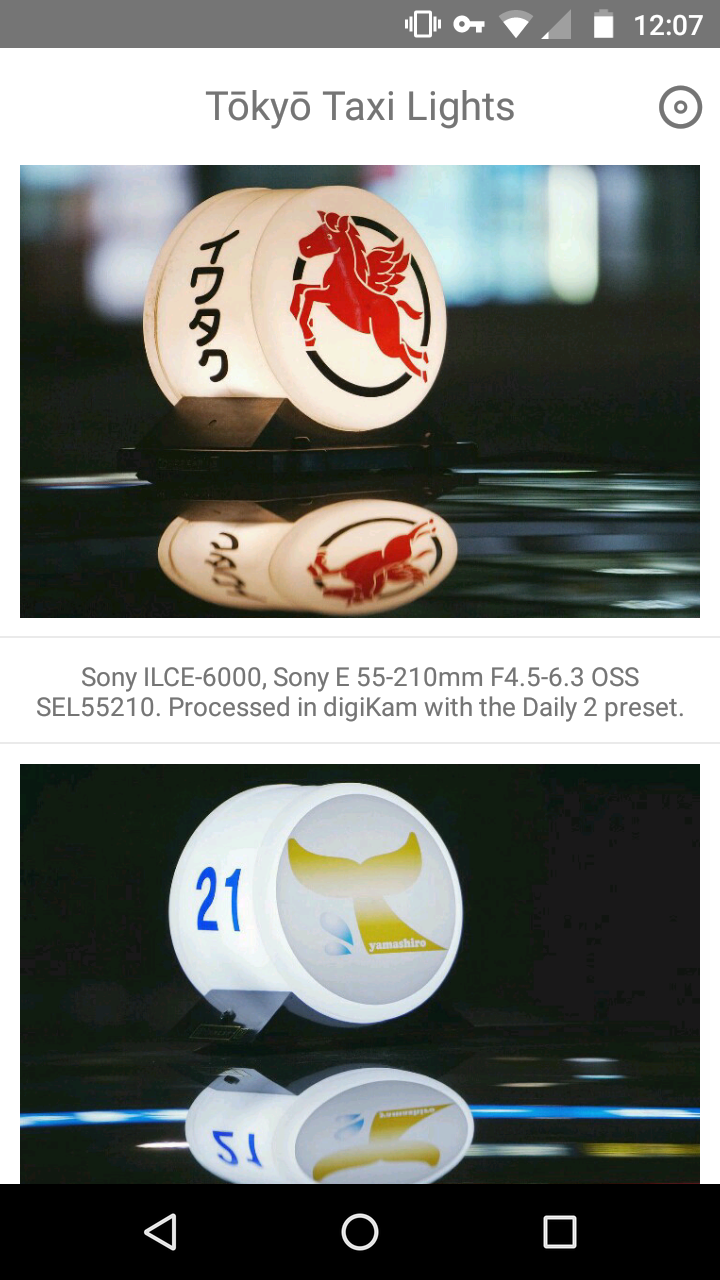 12:07
Tōkyō Taxi Lights
イワタク
Sony ILCE-6000, Sony E 55-210mm F4.5-6.3 OSS
SEL55210. Processed in digiKam with the Daily 2 preset.
21
yamashiro